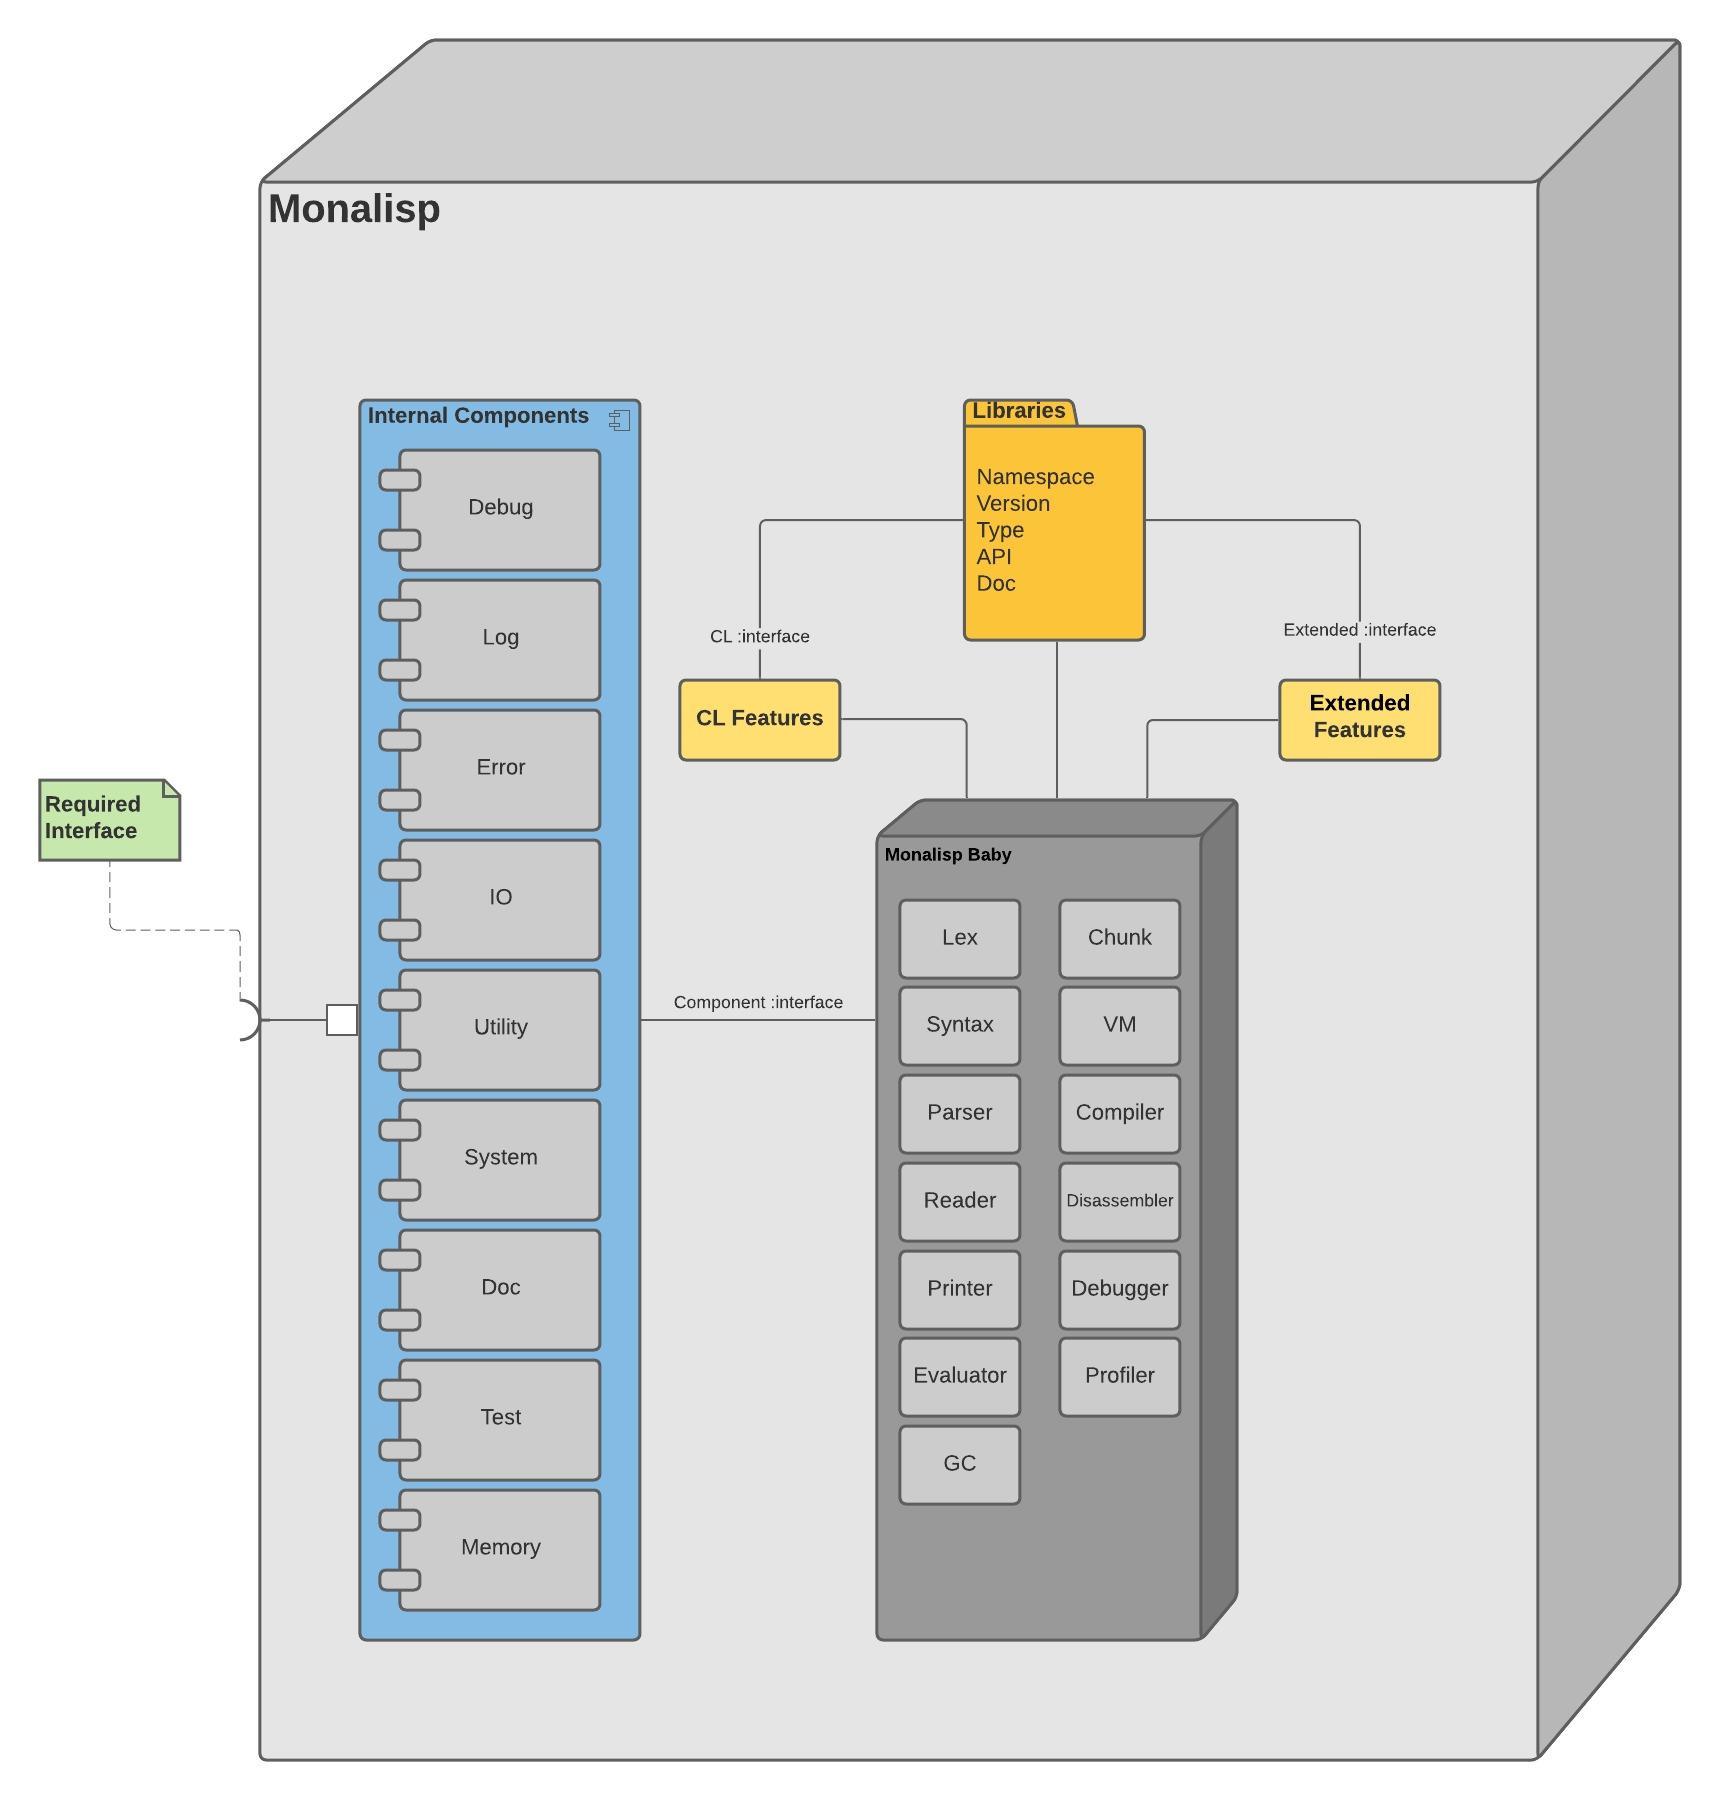 Monalisp
Internal Components
Debug
Log
Error
IO
Utility
System
Doc
Test
Memory
Required
Interface
Component :interface
Libraries
Namespace
Version
Type
API
Doc
CL :interface
Extended :interface
CL Features
Extended
Features
Monalisp Baby
Lex
Chunk
Syntax
VM
Parser
Compiler
Reader
Disassembler
Printer
Debugger
Evaluator
Profiler
GC